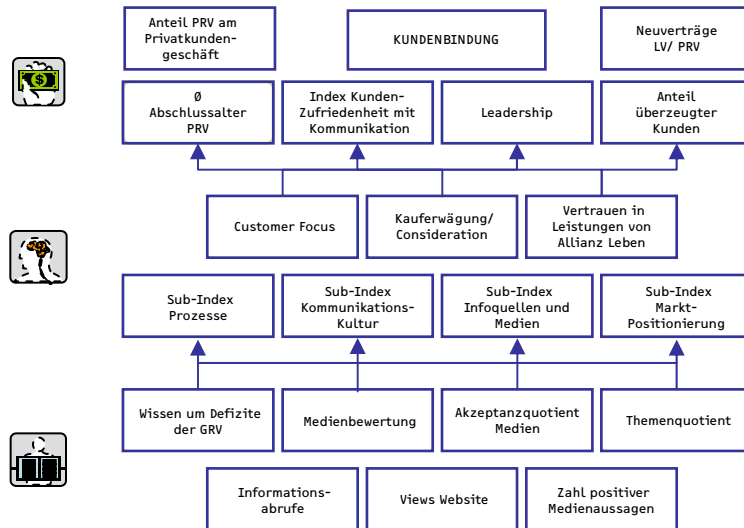 Anteil PRV am
Privatkunden-
geschäft
KUNDENBINDUNG
Neuverträge
LV/ PRV
Ø
Abschlussalter
PRV
Index Kunden-
Zufriedenheit mit
Kommunikation
Leadership
Anteil
überzeugter
Kunden
Customer Focus
Kauferwägung/
Consideration
Vertrauen in
Leistungen von
Allianz Leben
Sub-Index
Prozesse
Sub-Index
Kommunikations-
Kultur
Sub-Index
Infoquellen und
Medien
Sub-Index
Markt-
Positionierung
Wissen um Defizite
der GRV
Medienbewertung
Akzeptanzquotient
Medien
Themenquotient
Informations-
abrufe
Views Website
Zahl positiver
Medienaussagen